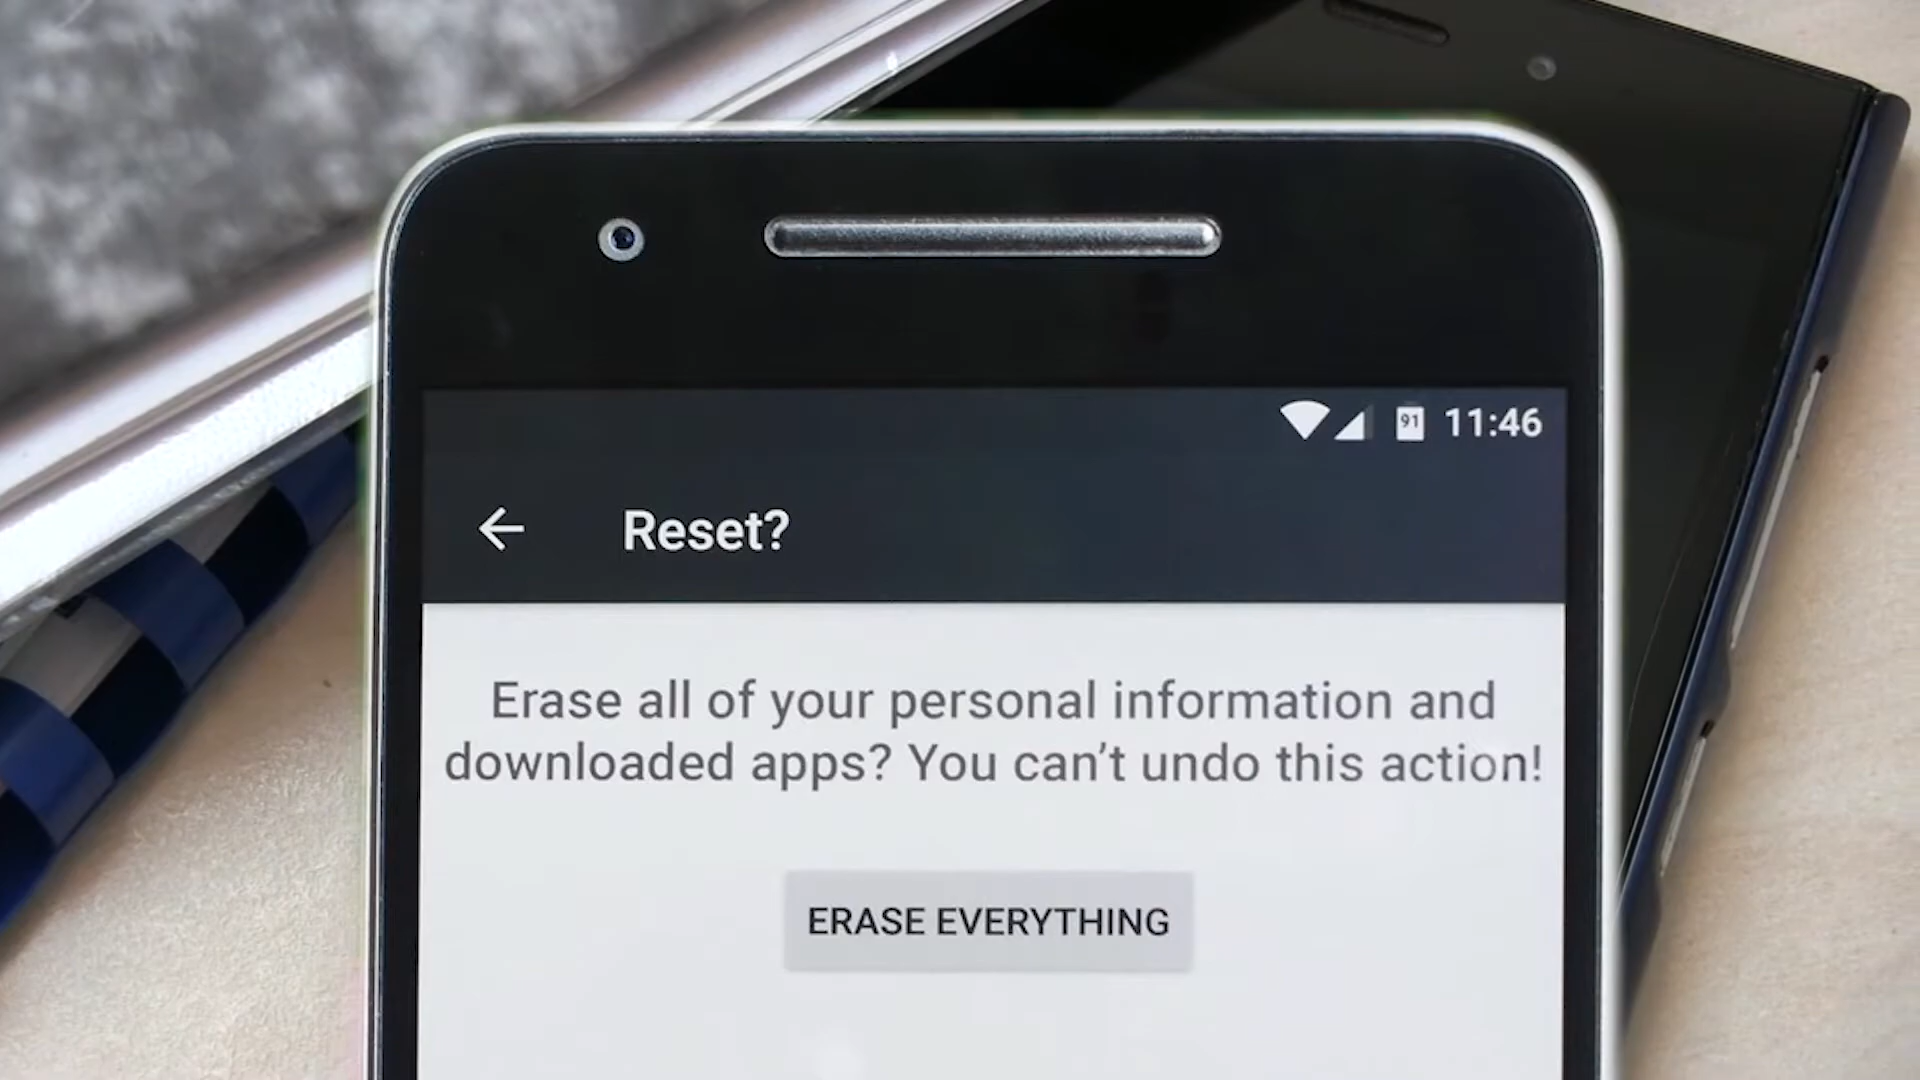 91 11:46
Reset?
Erase all of your personal information and
downloaded apps? You can’t undo this action!
ERASE EVERYTHING